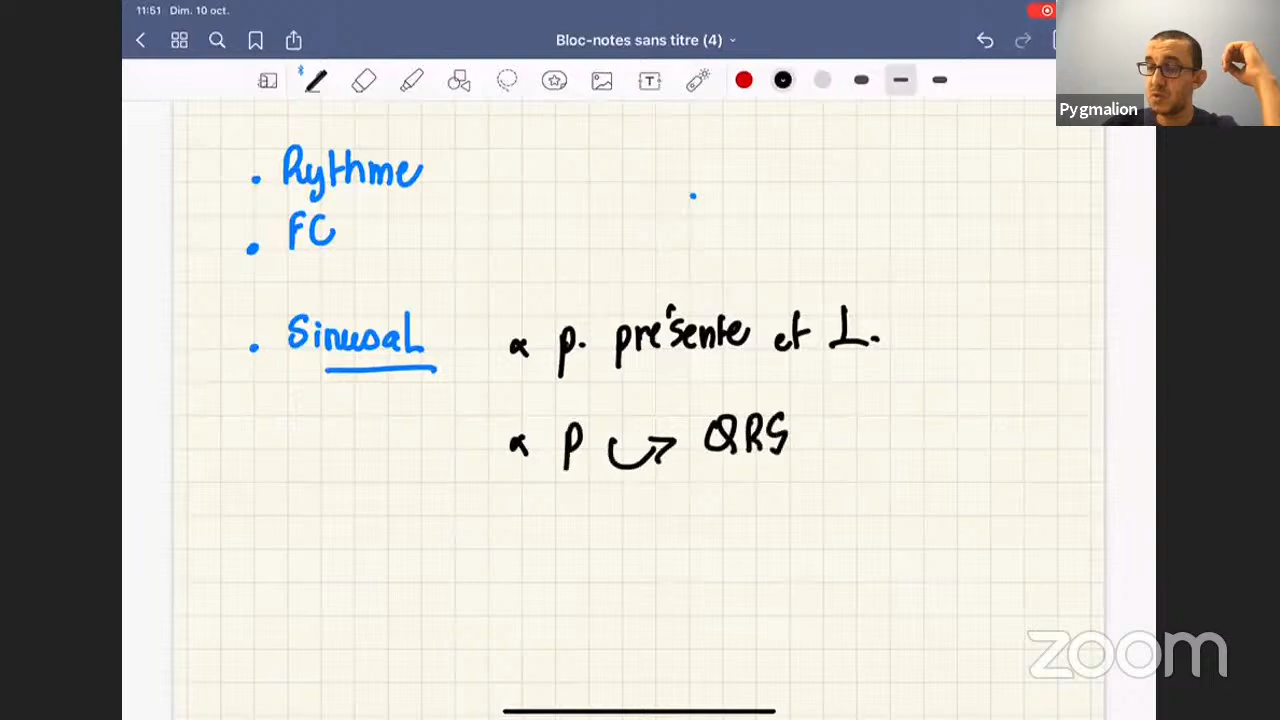 11:51 Dim. 10 oct.
Bloc-notes sans titre (4)
Pygmalion
. Rythme
. FC
. Sinusal
∝ p. présente et ⊥.
∝ p ↪ QRS
zoom